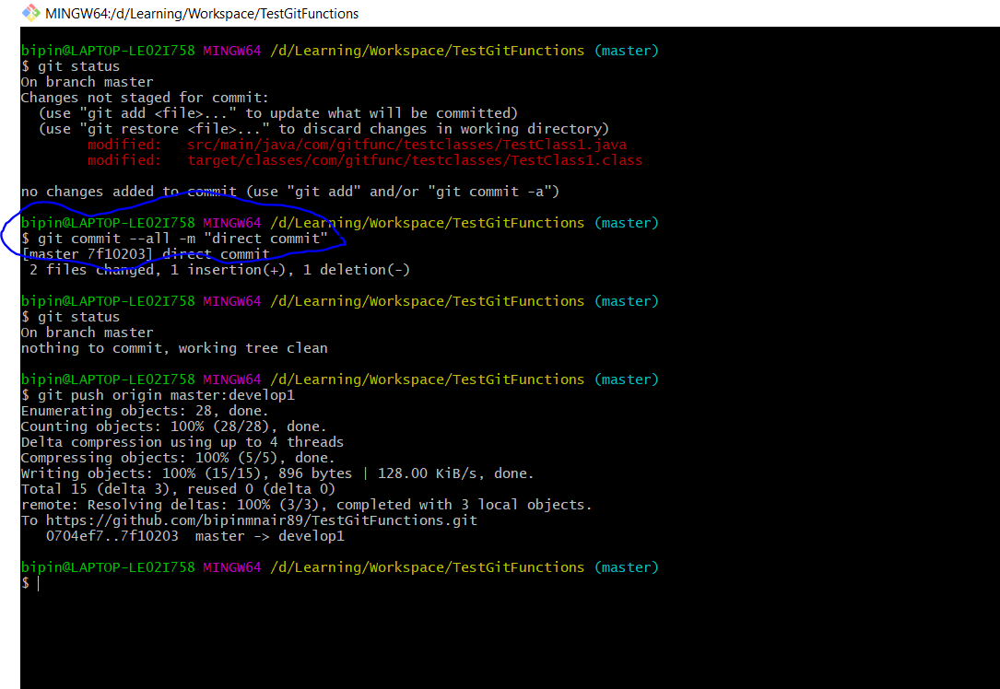 MINGW64:/d/Learning/Workspace/TestGitFunctions
bipin@LAPTOP-LE02I758 MINGW64 /d/Learning/Workspace/TestGitFunctions (master)
$ git status
On branch master
Changes not staged for commit:
  (use "git add <file>..." to update what will be committed)
  (use "git restore <file>..." to discard changes in working directory)
        modified:   src/main/java/com/gitfunc/testclasses/TestClass1.java
        modified:   target/classes/com/gitfunc/testclasses/TestClass1.class
no changes added to commit (use "git add" and/or "git commit -a")
bipin@LAPTOP-LE02I758 MINGW64 /d/Learning/Workspace/TestGitFunctions (master)
$ git commit --all -m "direct commit"
[master 7f10203] direct commit
 2 files changed, 1 insertion(+), 1 deletion(-)
bipin@LAPTOP-LE02I758 MINGW64 /d/Learning/Workspace/TestGitFunctions (master)
$ git status
On branch master
nothing to commit, working tree clean
bipin@LAPTOP-LE02I758 MINGW64 /d/Learning/Workspace/TestGitFunctions (master)
$ git push origin master:develop1
Enumerating objects: 28, done.
Counting objects: 100% (28/28), done.
Delta compression using up to 4 threads
Compressing objects: 100% (5/5), done.
Writing objects: 100% (15/15), 896 bytes | 128.00 KiB/s, done.
Total 15 (delta 3), reused 0 (delta 0)
remote: Resolving deltas: 100% (3/3), completed with 3 local objects.
To https://github.com/bipinmnair89/TestGitFunctions.git
   0704ef7..7f10203  master -> develop1
bipin@LAPTOP-LE02I758 MINGW64 /d/Learning/Workspace/TestGitFunctions (master)
$